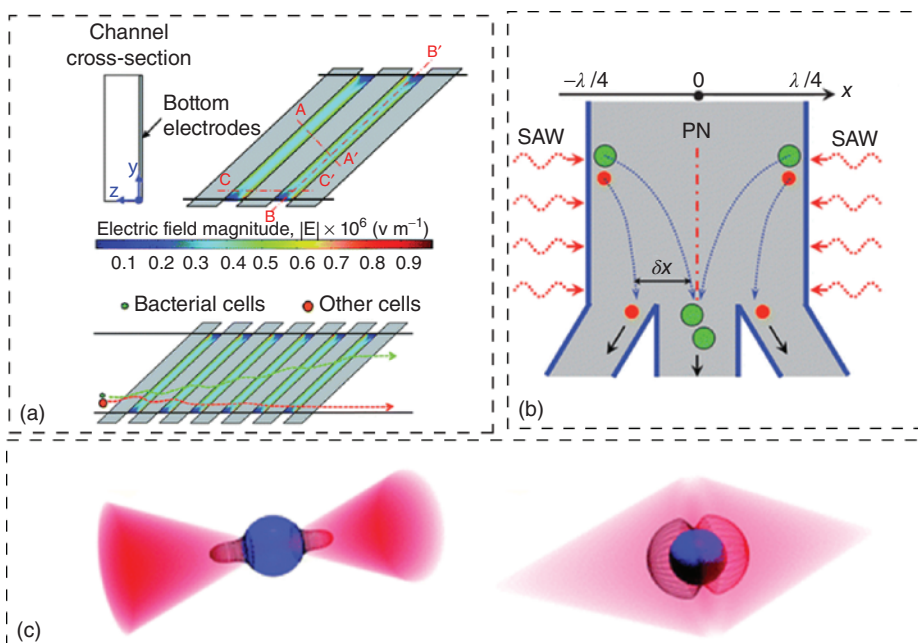 Channel
cross-section
Bottom
electrodes
y
z
A
A′
B′
B
C
C′
Electric field magnitude, |E| × 10⁶ (v m⁻¹)
0.1 0.2 0.3 0.4 0.5 0.6 0.7 0.8 0.9
Bacterial cells Other cells
(a)
−λ/4 0 λ/4
x
PN
SAW SAW
δx
(b)
(c)